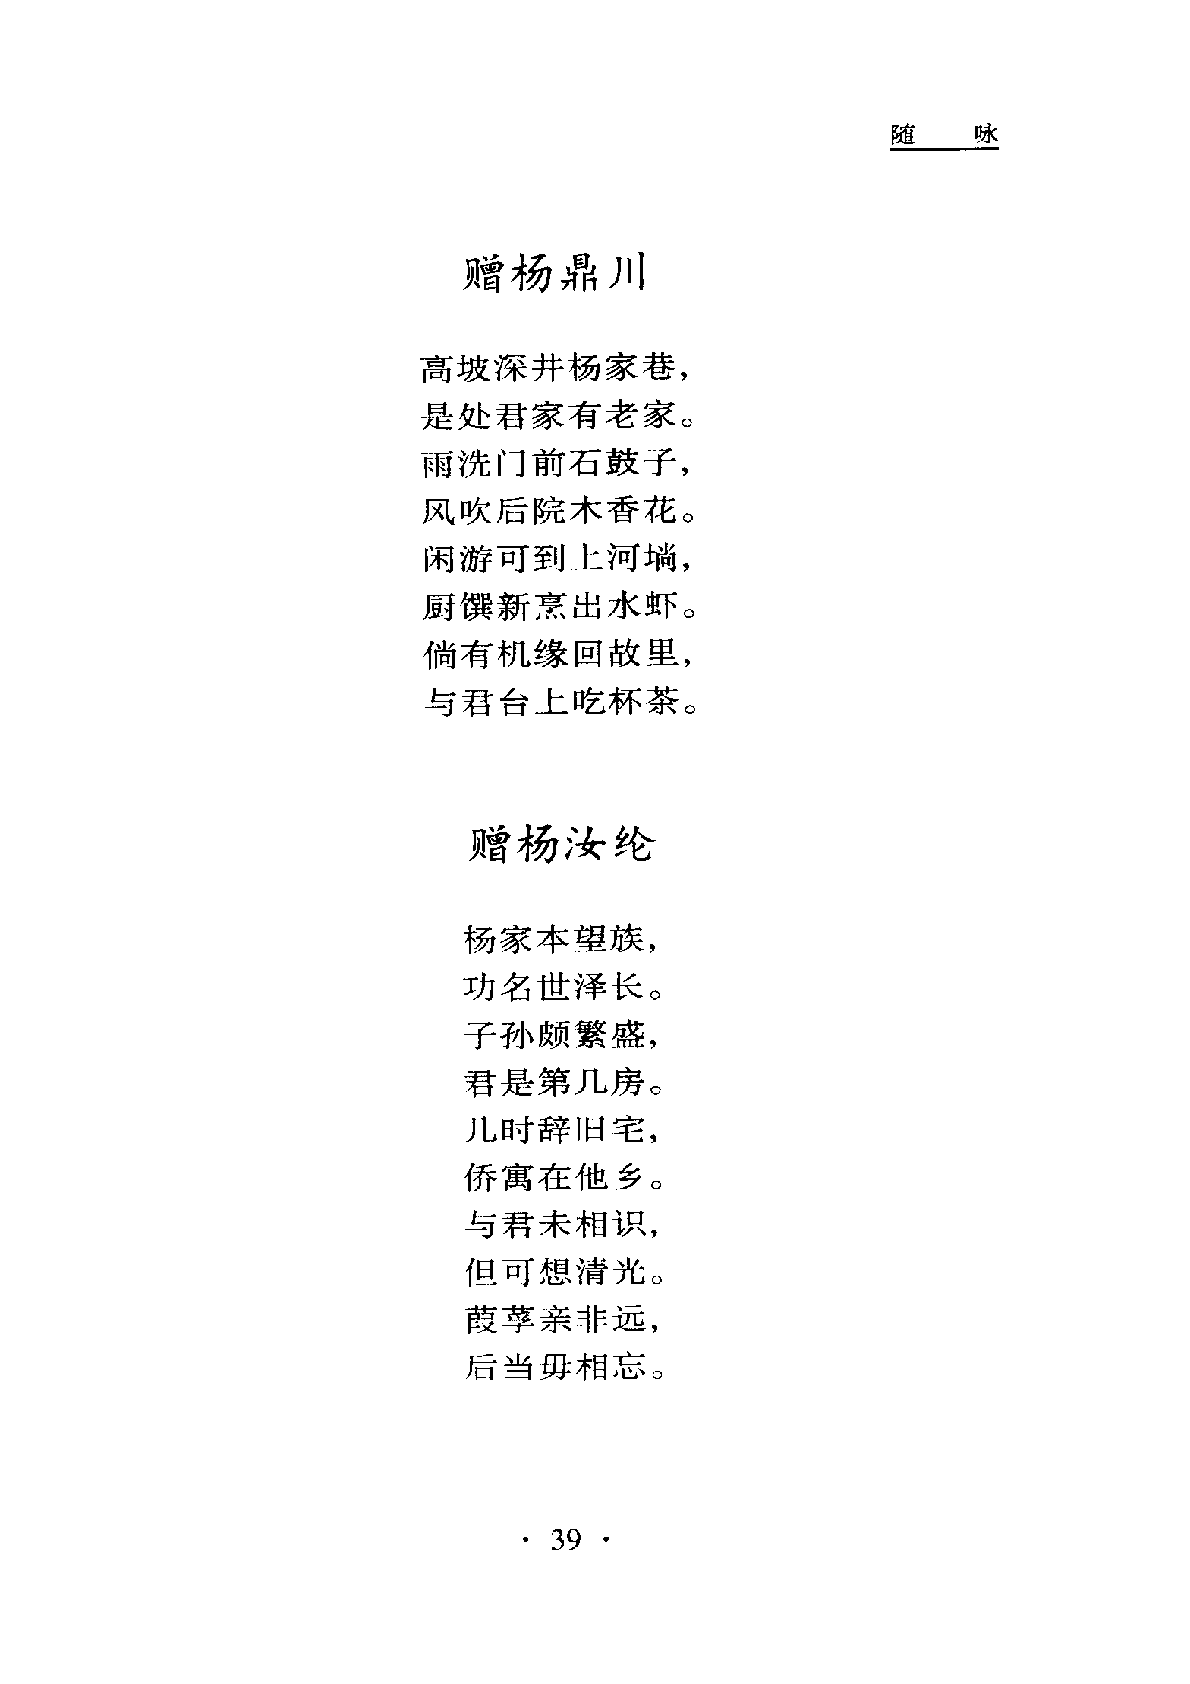 随 咏
赠杨鼎川
高坡深井杨家巷，
是处君家有老家。
雨洗门前石鼓子，
风吹后院木香花。
闲游可到上河塥，
厨馔新烹出水虾。
倘有机缘回故里，
与君台上吃杯茶。
赠杨汝纶
杨家本望族，
功名世泽长。
子孙颇繁盛，
君是第几房。
儿时辞旧宅，
侨寓在他乡。
与君未相识，
但可想清光。
葭莩亲非远，
后当毋相忘。
· 39 ·